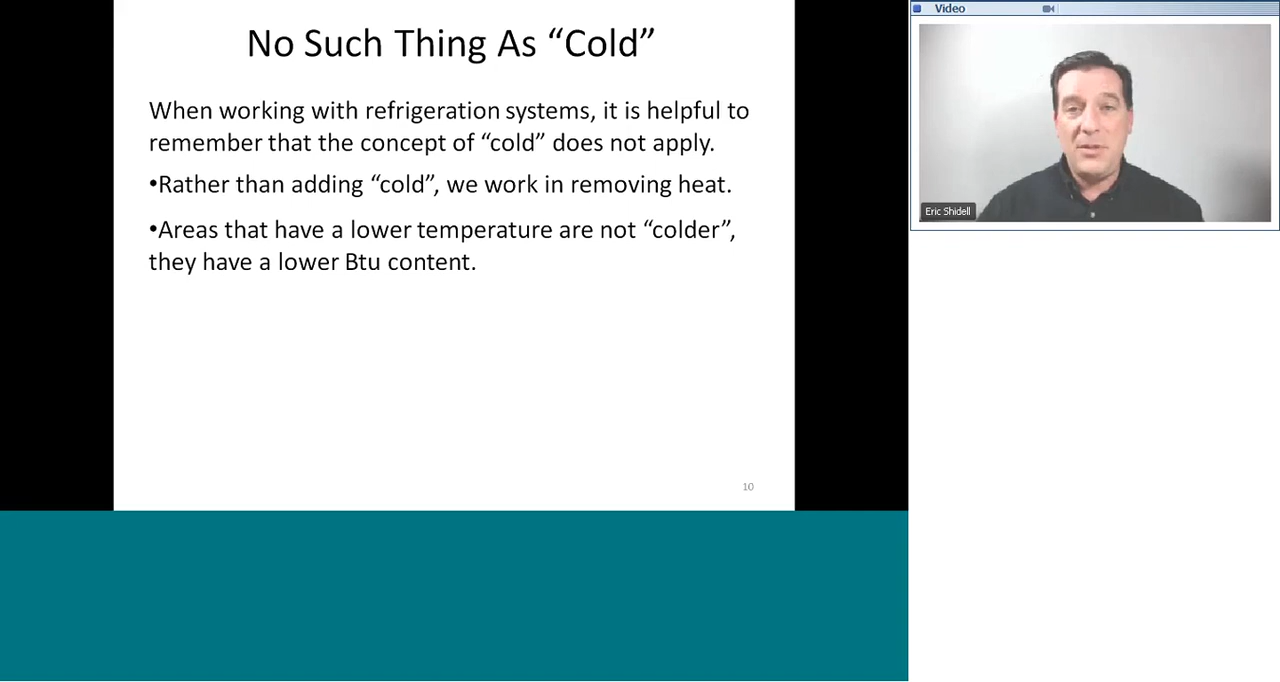 No Such Thing As “Cold”
When working with refrigeration systems, it is helpful to
remember that the concept of “cold” does not apply.
•Rather than adding “cold”, we work in removing heat.
•Areas that have a lower temperature are not “colder”,
they have a lower Btu content.
10
Video
Eric Shidell